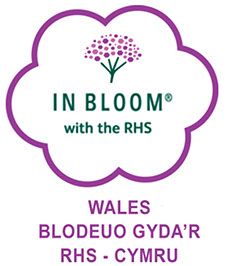 IN BLOOM®
with the RHS
WALES
BLODEUO GYDA'R
RHS - CYMRU